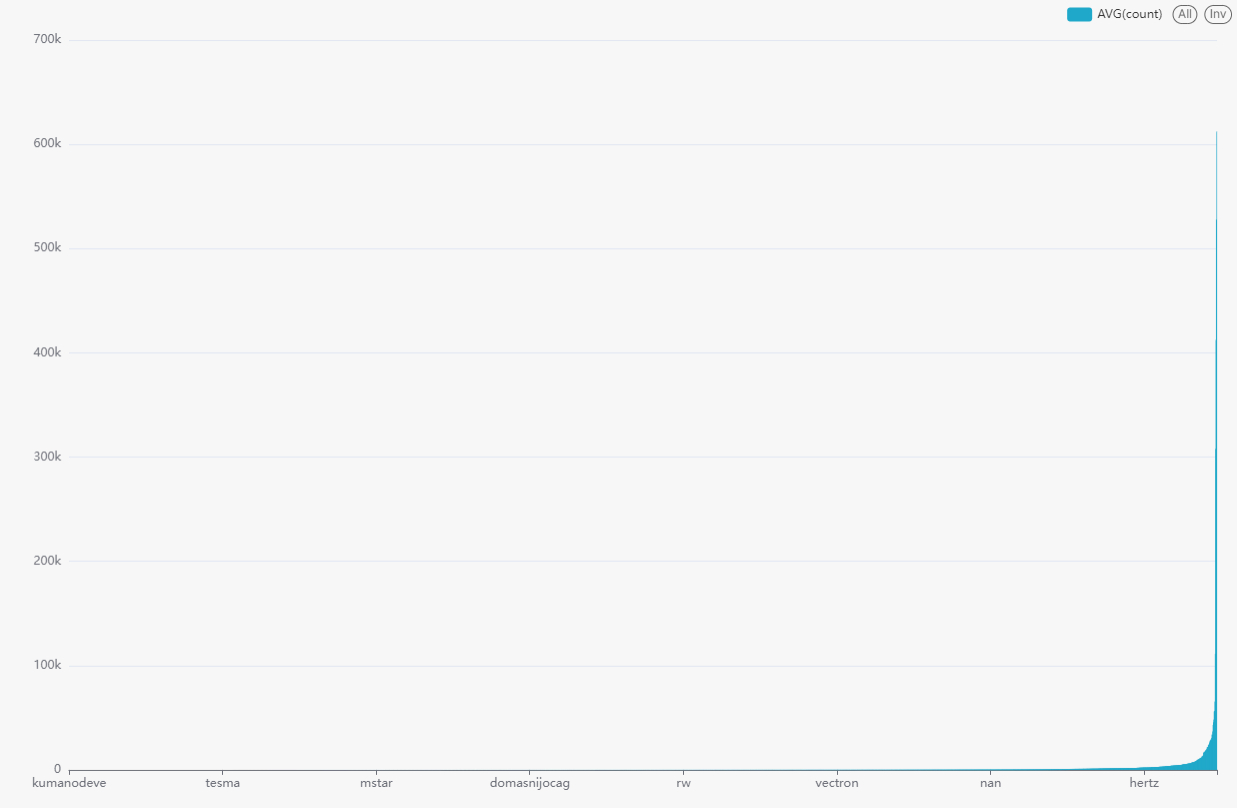 AVG(count) All Inv
700k
600k
500k
400k
300k
200k
100k
0
kumanodeve tesma mstar domasnijocag rw vectron nan hertz